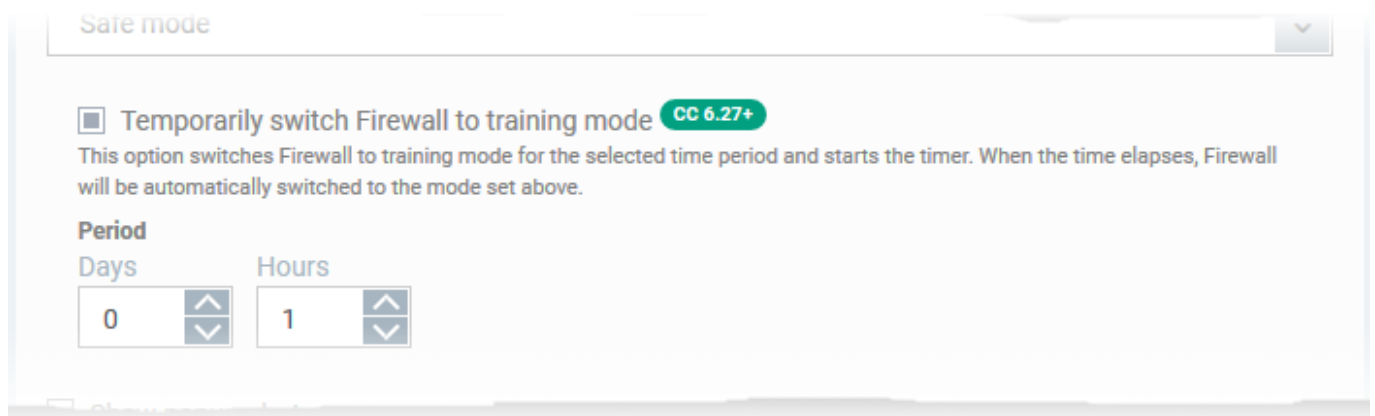 Safe mode
Temporarily switch Firewall to training mode CC 6.27+
This option switches Firewall to training mode for the selected time period and starts the timer. When the time elapses, Firewall
will be automatically switched to the mode set above.
Period
Days Hours
0 1